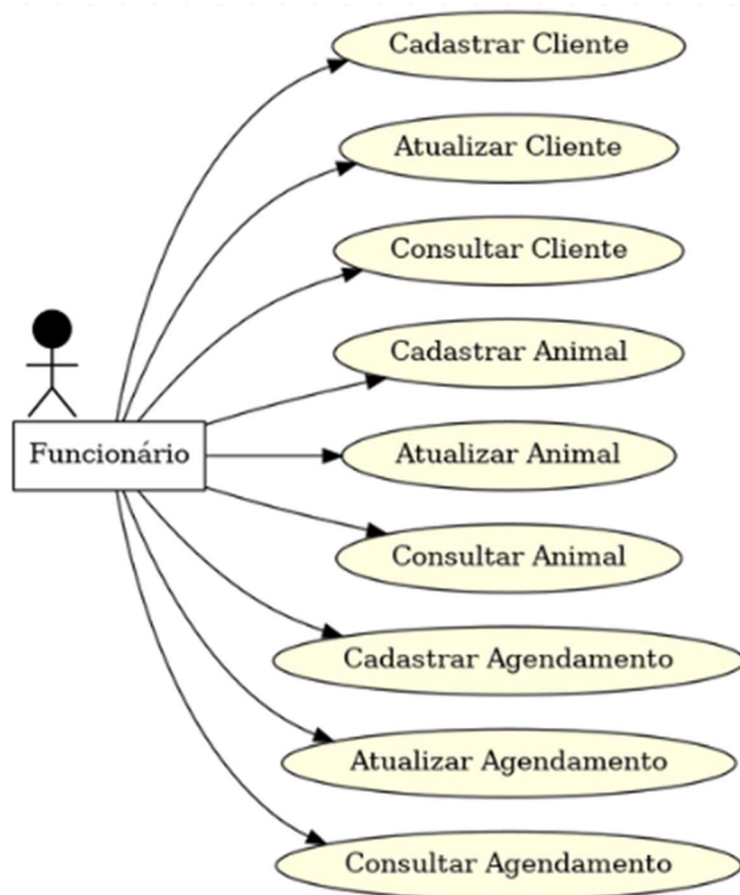 Cadastrar Cliente
Atualizar Cliente
Consultar Cliente
Cadastrar Animal
Funcionário
Atualizar Animal
Consultar Animal
Cadastrar Agendamento
Atualizar Agendamento
Consultar Agendamento